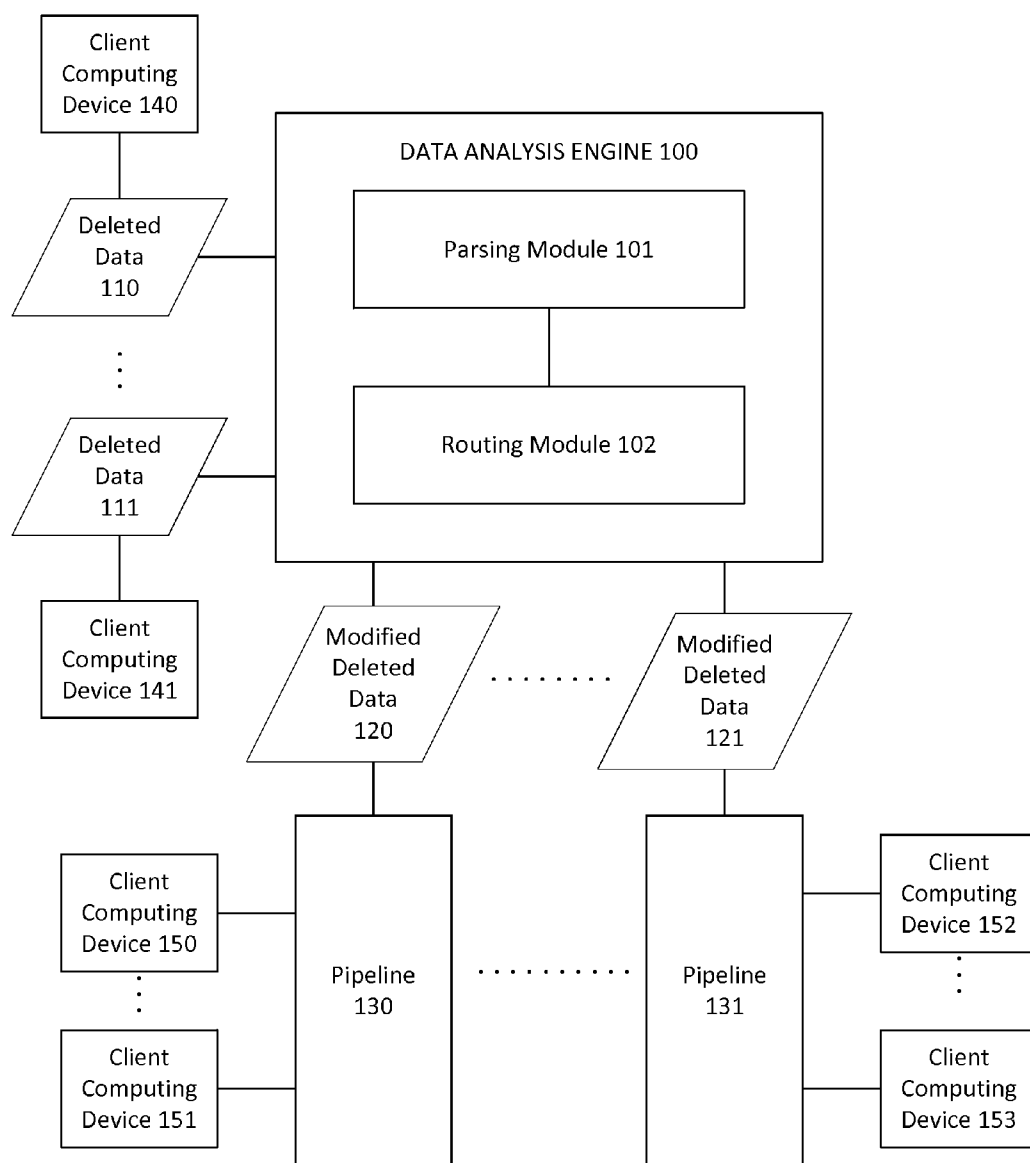 Client
Computing
Device 140
DATA ANALYSIS ENGINE 100
Deleted
Data
110
Parsing Module 101
Deleted
Data
111
Routing Module 102
Client
Computing
Device 141
Modified
Deleted
Data
120
Modified
Deleted
Data
121
Client
Computing
Device 150
Pipeline
130
Pipeline
131
Client
Computing
Device 152
Client
Computing
Device 151
Client
Computing
Device 153